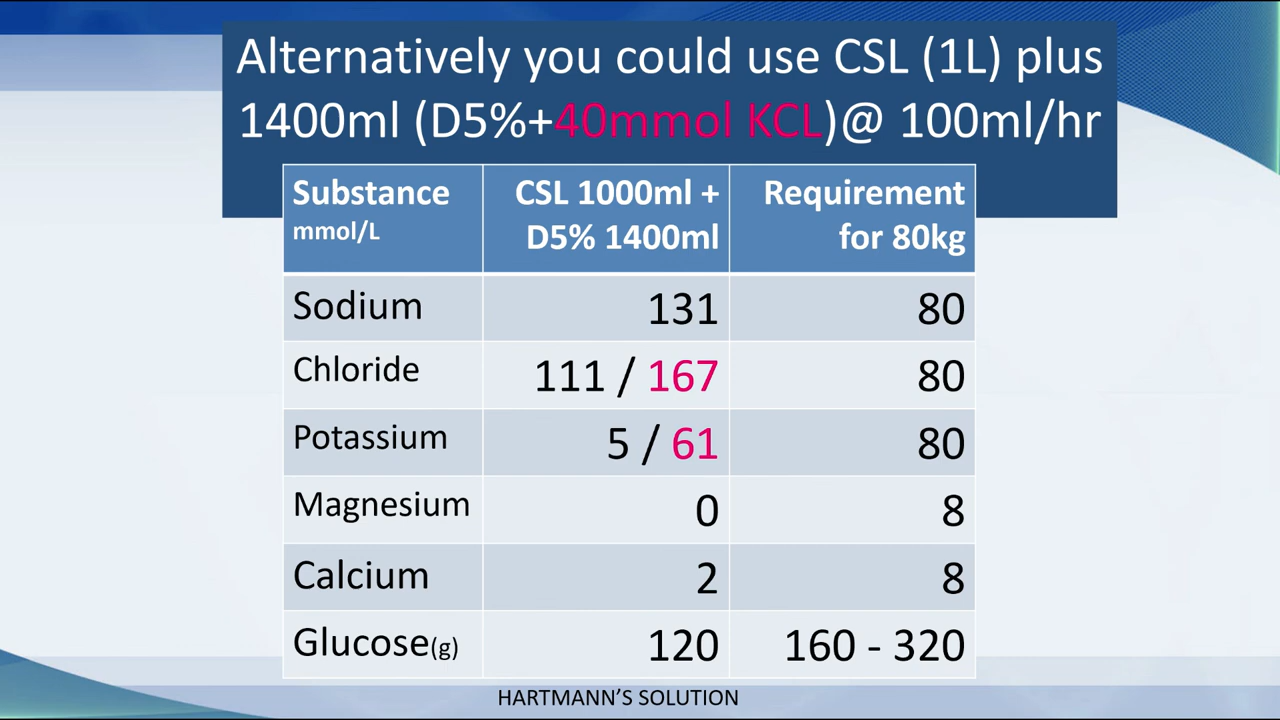 Alternatively you could use CSL (1L) plus
1400ml (D5%+40mmol KCL)@ 100ml/hr
Substance
mmol/L
CSL 1000ml +
D5% 1400ml
Requirement
for 80kg
Sodium 131 80
Chloride 111 / 167 80
Potassium 5 / 61 80
Magnesium 0 8
Calcium 2 8
Glucose(g) 120 160 - 320
HARTMANN'S SOLUTION